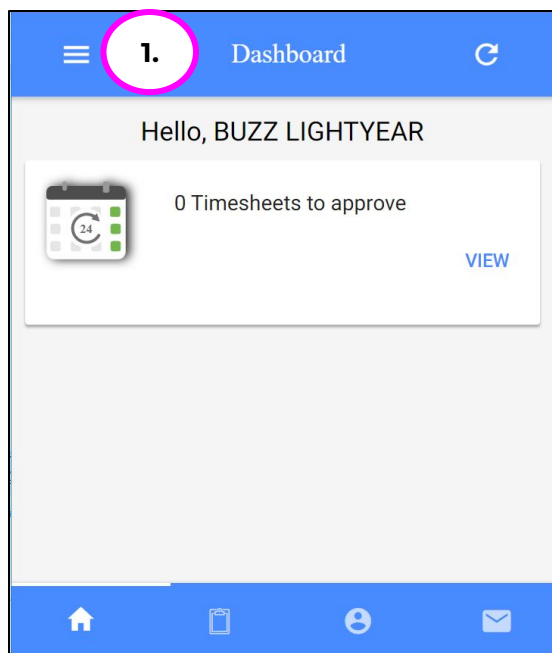 1.
Dashboard
Hello, BUZZ LIGHTYEAR
0 Timesheets to approve
24
VIEW